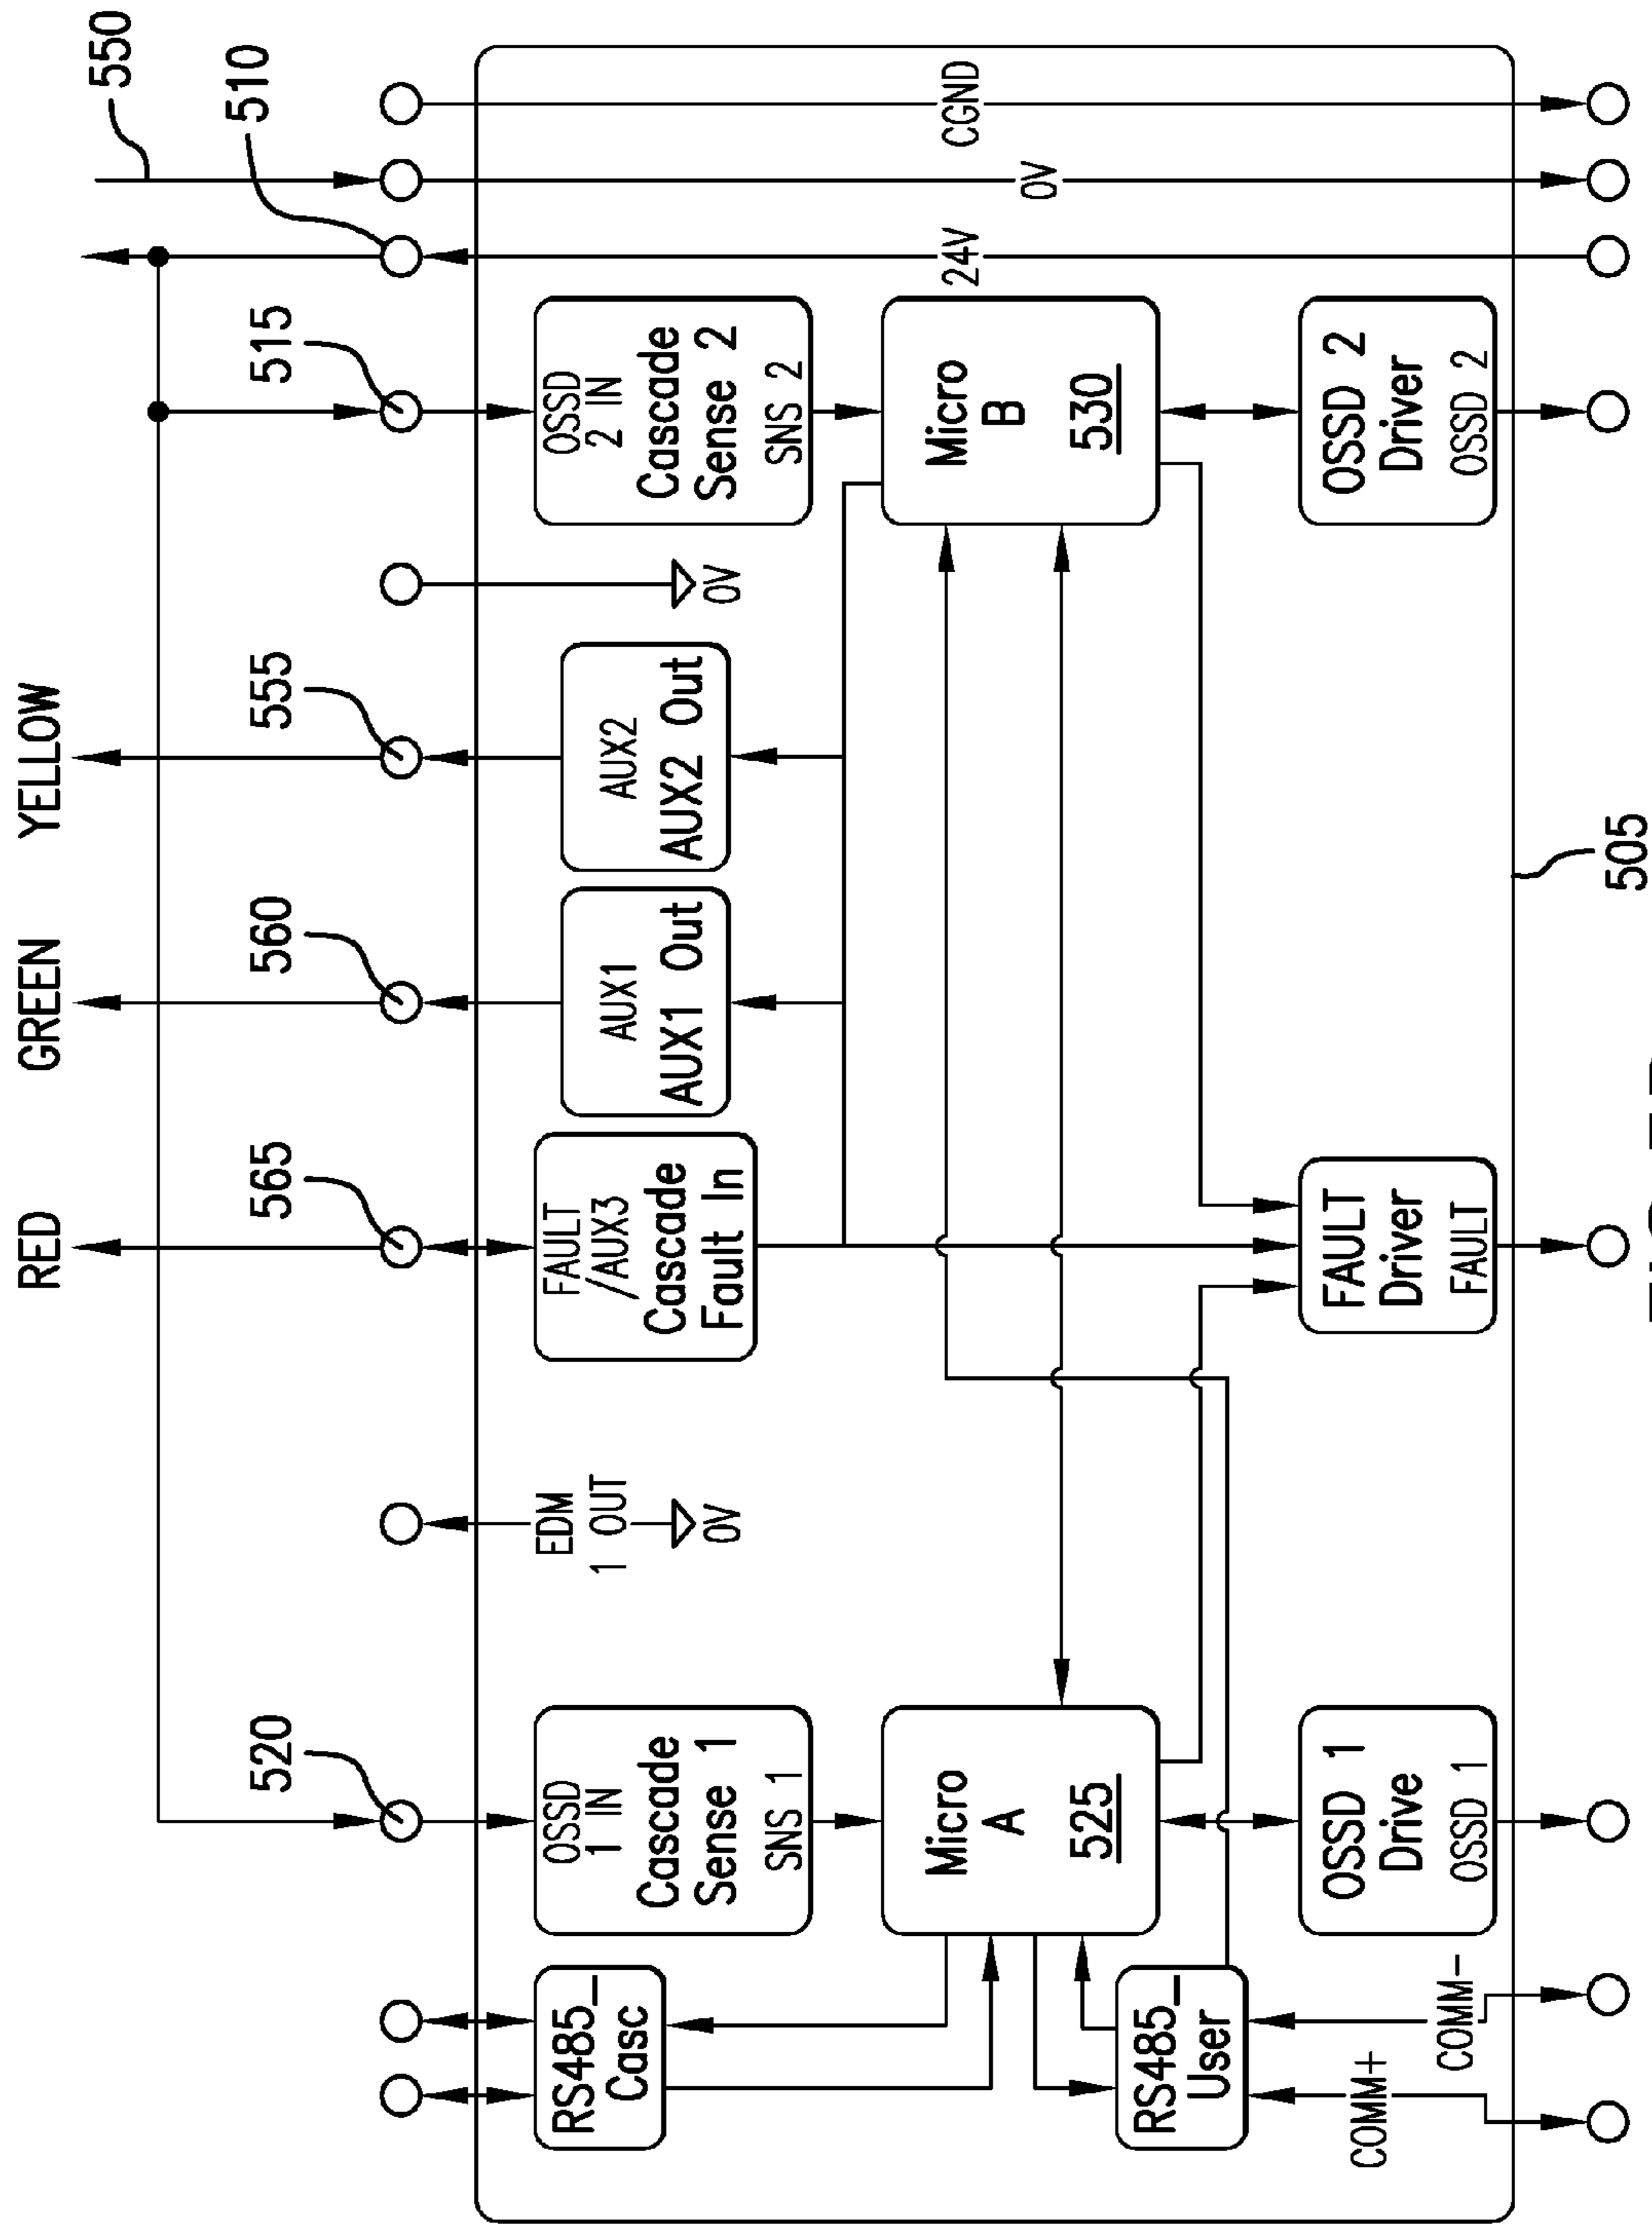 RED
GREEN
YELLOW
520
565
560
555
515
510
550
RS485_
Casc
OSSD
1 IN
Cascade
Sense 1
SNS 1
EDM
1 OUT
0V
FAULT
/AUX3
Cascade
Fault In
AUX1
AUX1 Out
AUX2
AUX2 Out
0V
OSSD
2 IN
Cascade
Sense 2
SNS 2
Micro
A
525
Micro
B
530
24V
0V
CGND
RS485_
User
COMM+
COMM-
OSSD 1
Drive
OSSD 1
FAULT
Driver
FAULT
OSSD 2
Driver
OSSD 2
505